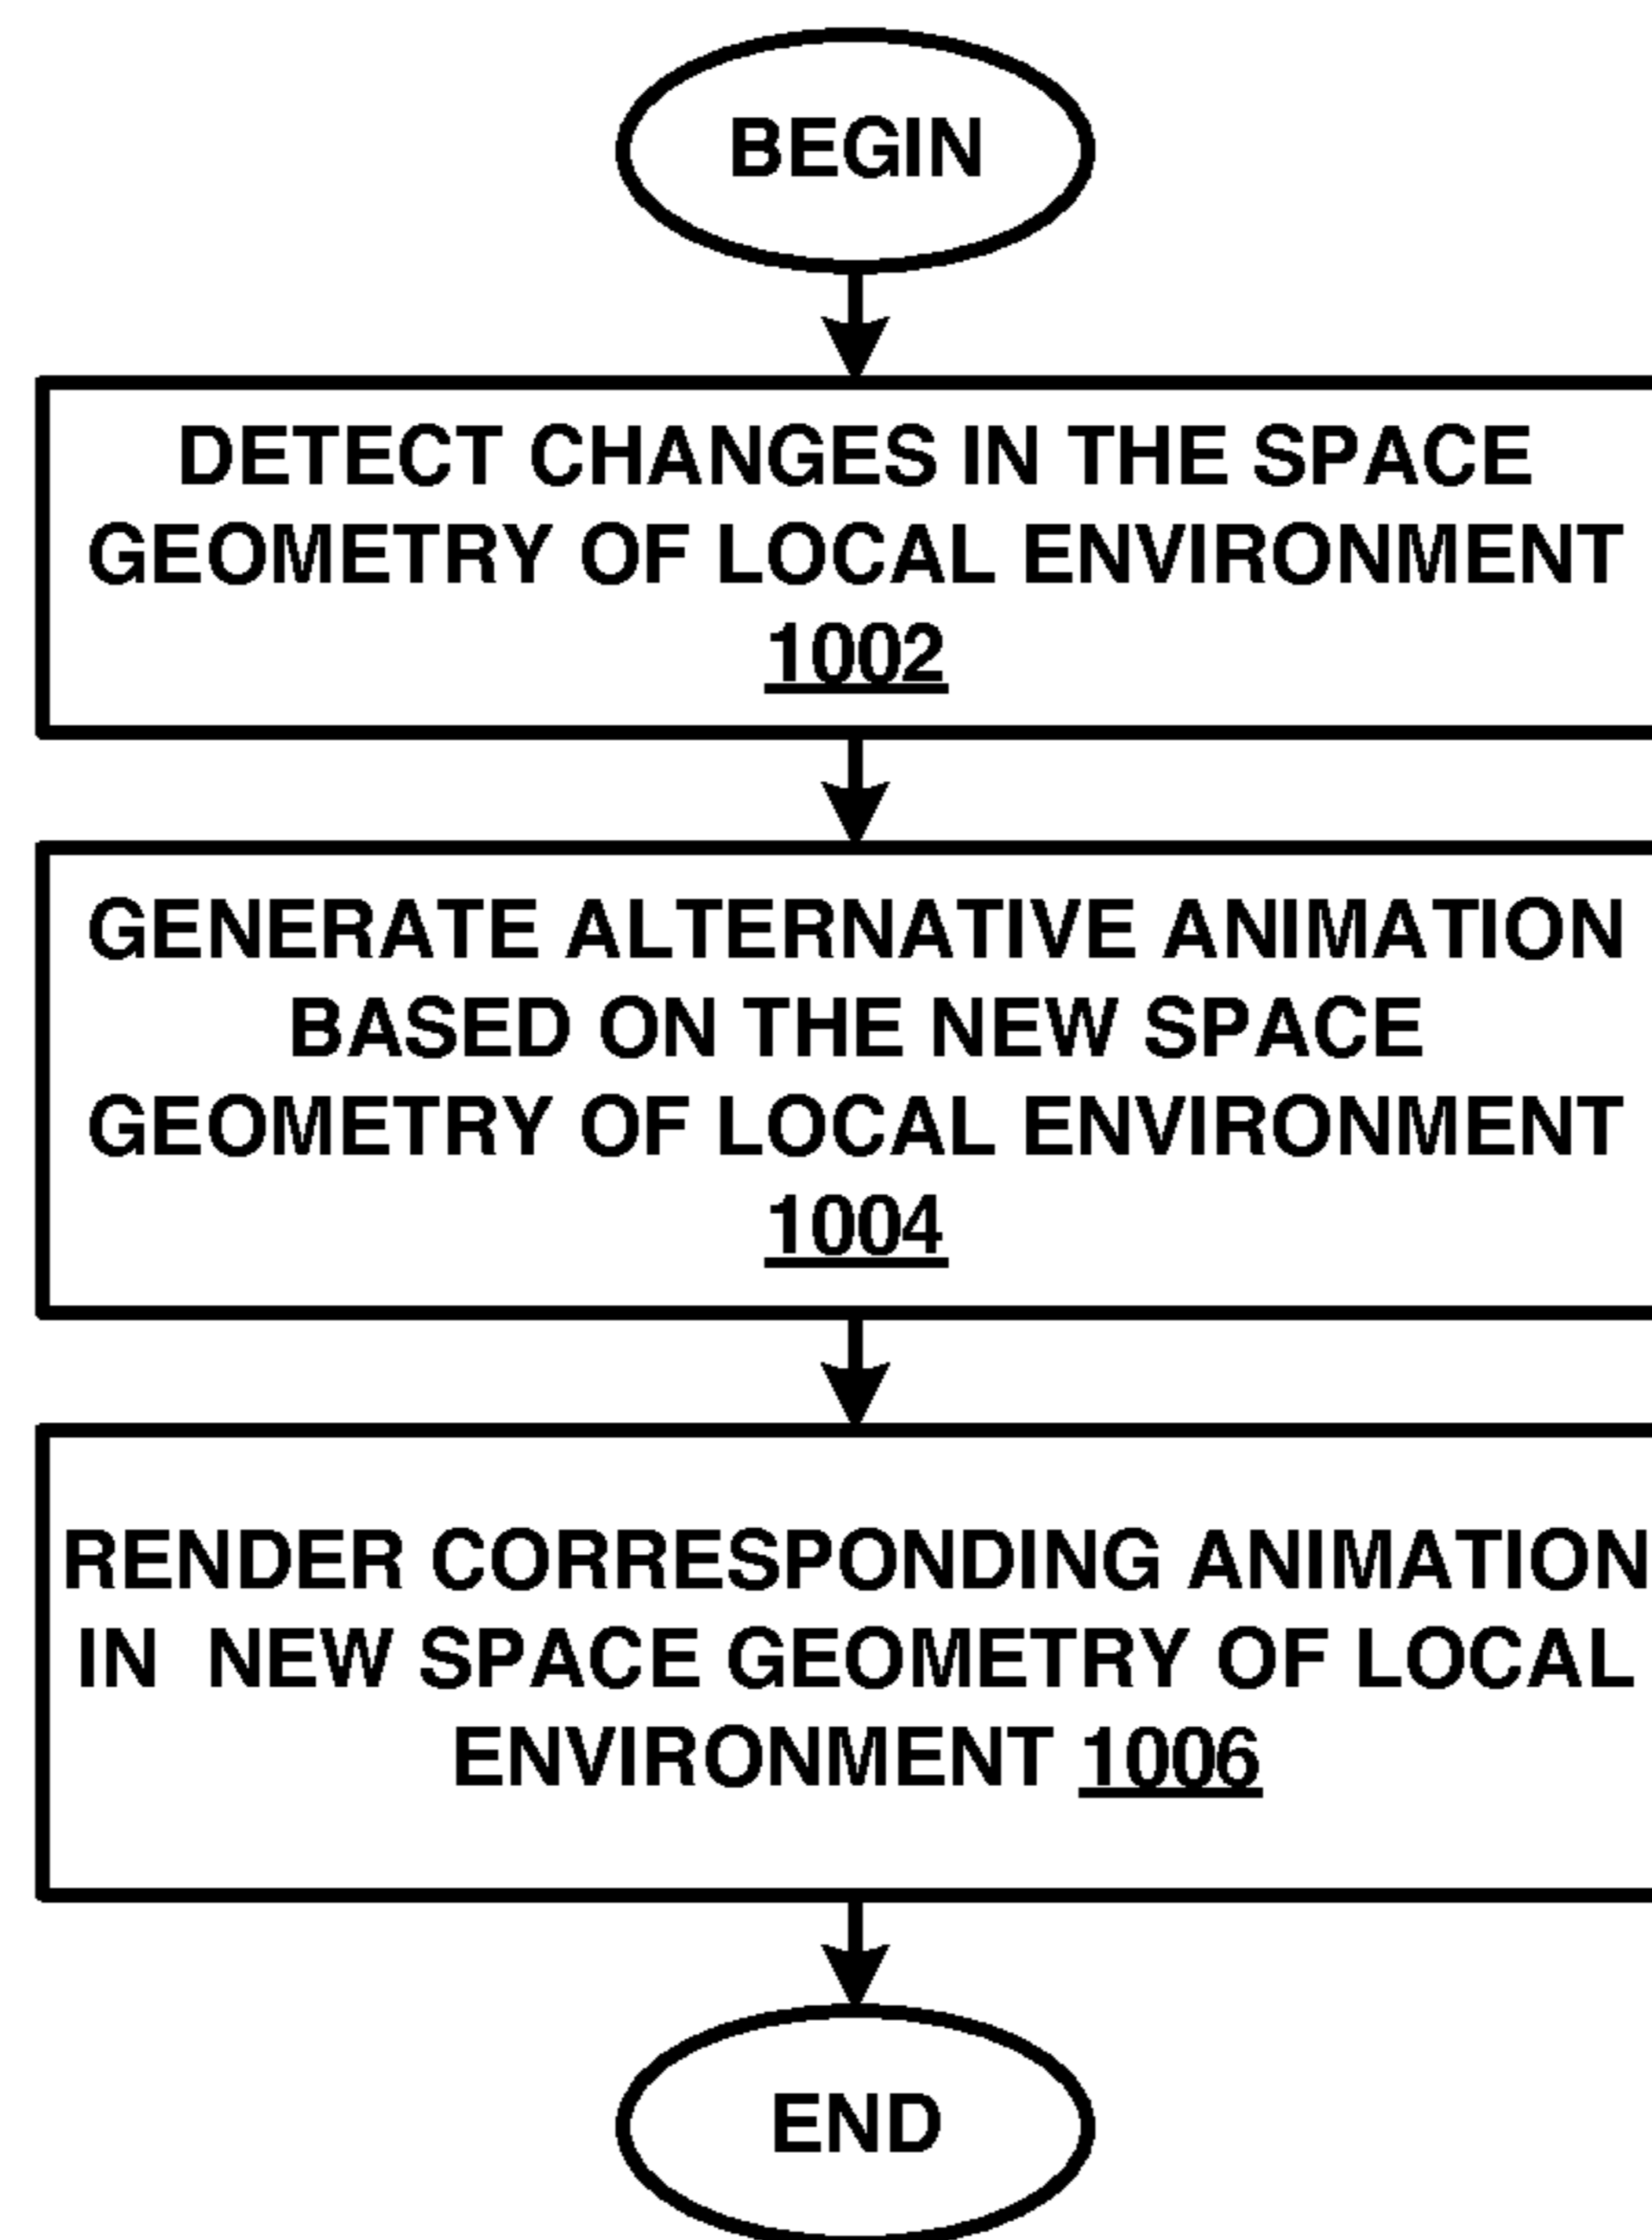 BEGIN
DETECT CHANGES IN THE SPACE
GEOMETRY OF LOCAL ENVIRONMENT
1002
GENERATE ALTERNATIVE ANIMATION
BASED ON THE NEW SPACE
GEOMETRY OF LOCAL ENVIRONMENT
1004
RENDER CORRESPONDING ANIMATION
IN NEW SPACE GEOMETRY OF LOCAL
ENVIRONMENT 1006
END